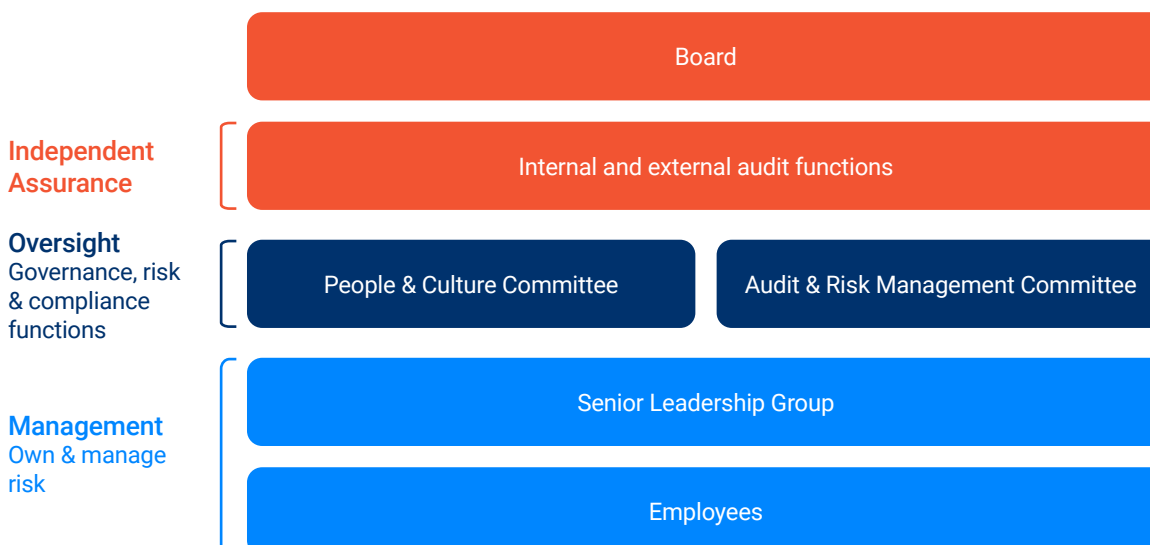 Board
Independent
Assurance
Internal and external audit functions
Oversight
Governance, risk
& compliance
functions
People & Culture Committee
Audit & Risk Management Committee
Management
Own & manage
risk
Senior Leadership Group
Employees